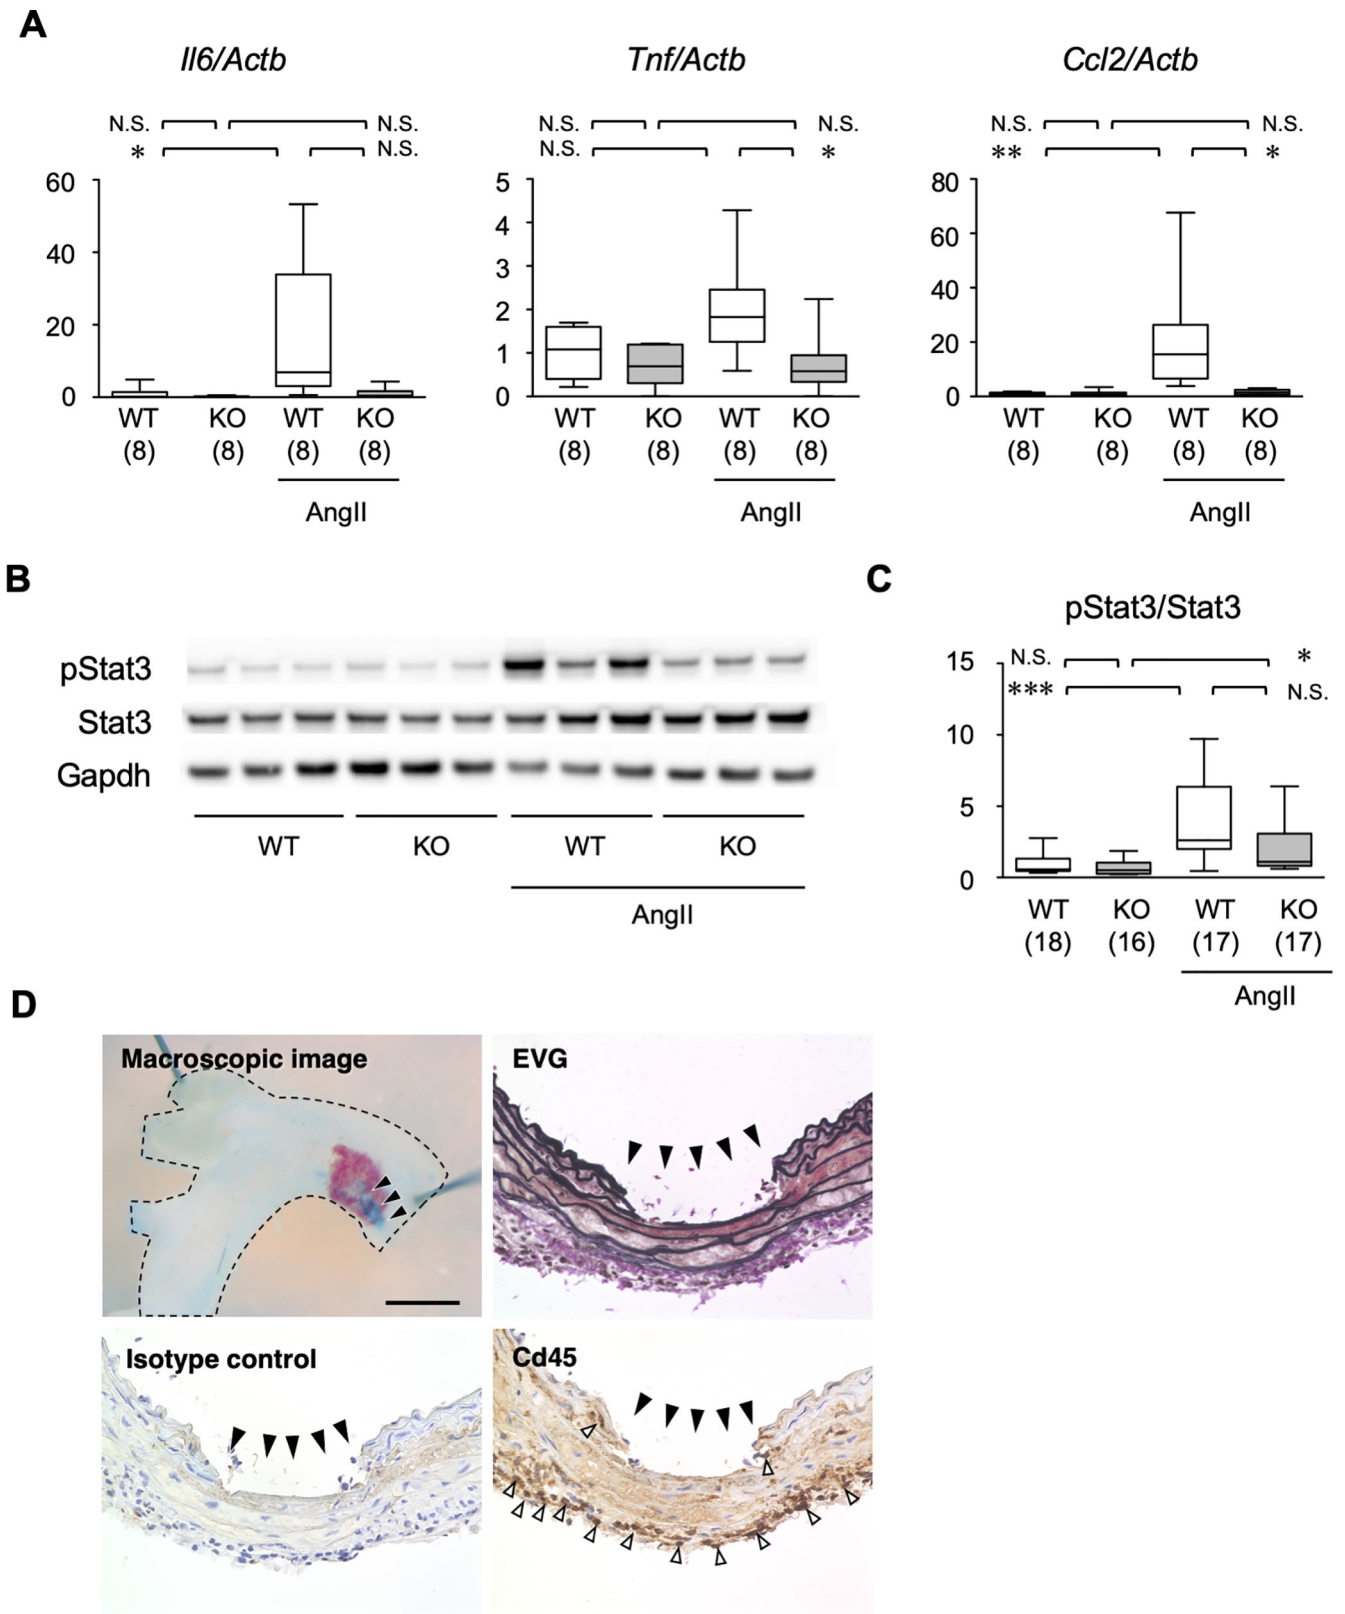 A
Il6/Actb
Tnf/Actb
Ccl2/Actb
N.S. N.S.
* N.S.
N.S. N.S.
N.S. *
N.S. N.S.
** *
60
40
20
0
WT KO WT KO
(8) (8) (8) (8)
AngII
5
4
3
2
1
0
WT KO WT KO
(8) (8) (8) (8)
AngII
80
60
40
20
0
WT KO WT KO
(8) (8) (8) (8)
AngII
B
pStat3
Stat3
Gapdh
WT KO WT KO
AngII
C
pStat3/Stat3
N.S. *
*** N.S.
15
10
5
0
WT KO WT KO
(18) (16) (17) (17)
AngII
D
Macroscopic image
EVG
Isotype control
Cd45